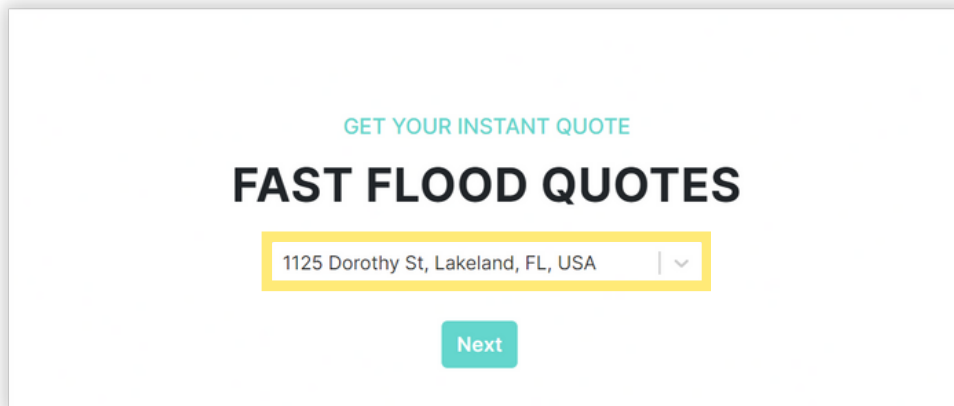 GET YOUR INSTANT QUOTE
FAST FLOOD QUOTES
1125 Dorothy St, Lakeland, FL, USA
Next